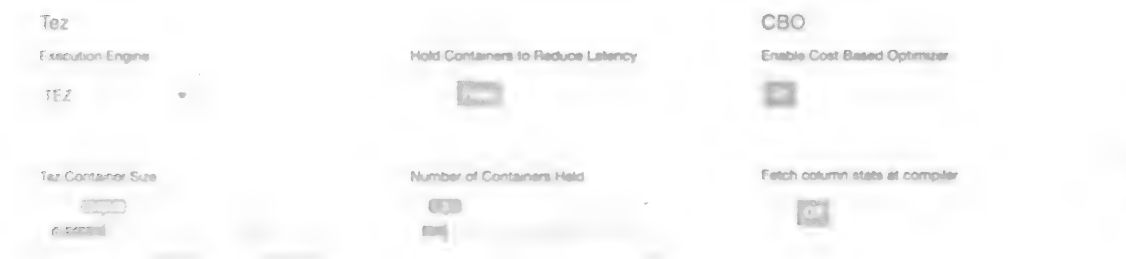 Tez
CBO
Execution Engine
Hold Containers to Reduce Latency
Enable Cost Based Optimizer
TEZ
Tez Container Size
Number of Containers Held
Fetch column stats at compiler
3